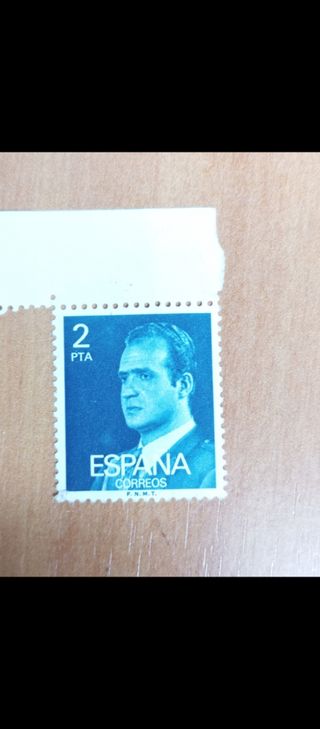 2
PTA
ESPAÑA
CORREOS
F. N. M. T.